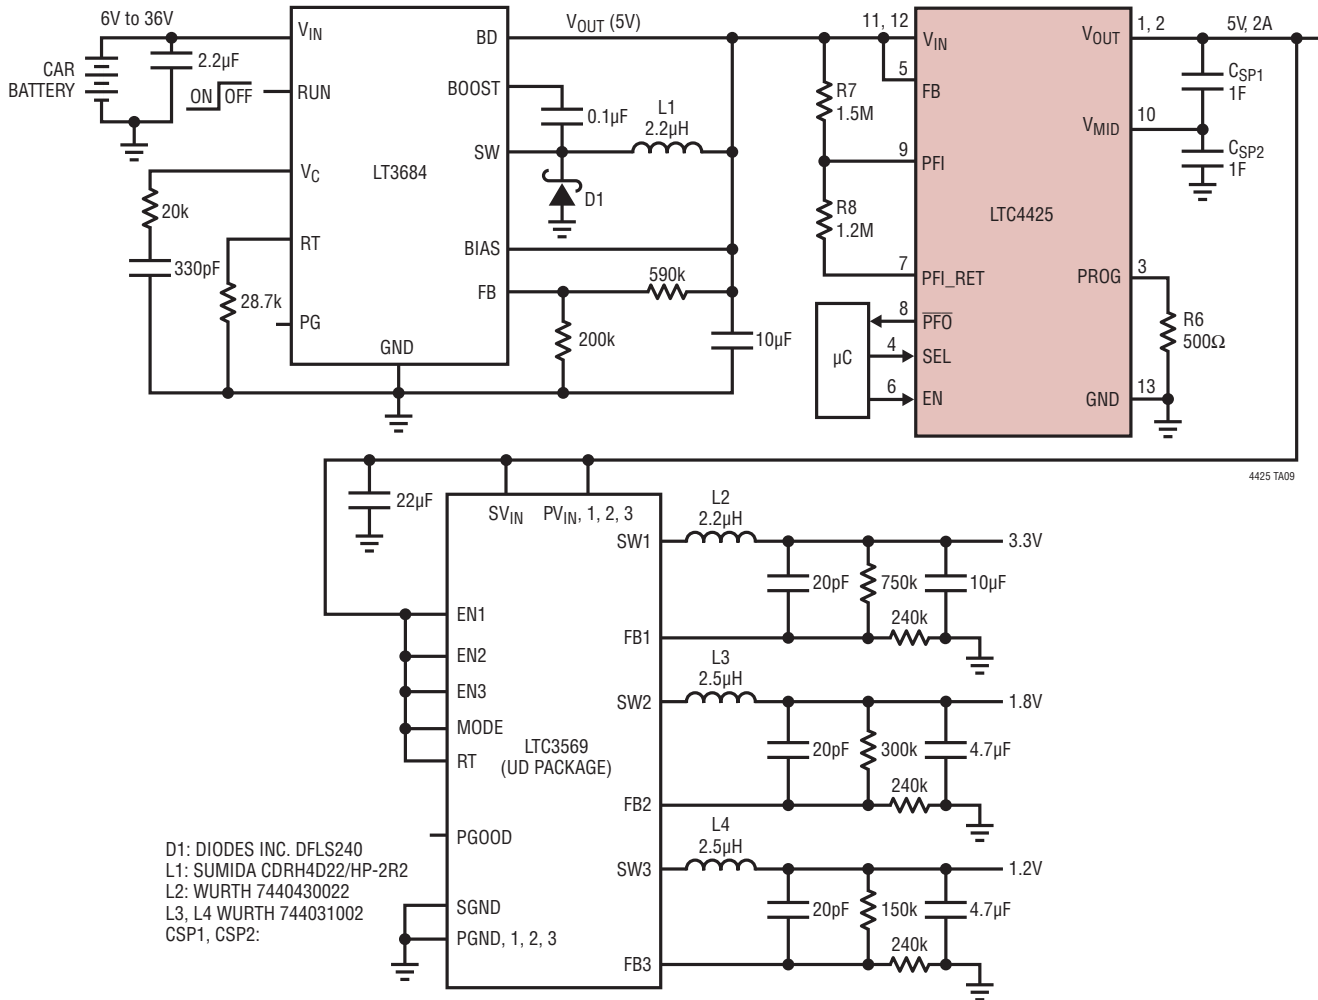 6V to 36V
CAR
BATTERY
2.2µF
ON OFF
VIN
RUN
VC
RT
PG
GND
LT3684
BD
BOOST
SW
BIAS
FB
20k
330pF
28.7k
VOUT (5V)
0.1µF
L1
2.2µH
D1
590k
200k
10µF
11, 12
5
R7
1.5M
9
R8
1.2M
7
8
4
6
µC
VIN
FB
PFI
PFI_RET
PFO
SEL
EN
LTC4425
VOUT
VMID
PROG
GND
1, 2
5V, 2A
CSP1
1F
10
CSP2
1F
3
R6
500Ω
13
4425 TA09
22µF
SVIN
PVIN, 1, 2, 3
EN1
EN2
EN3
MODE
RT
PGOOD
SGND
PGND, 1, 2, 3
LTC3569
(UD PACKAGE)
SW1
FB1
SW2
FB2
SW3
FB3
L2
2.2µH
3.3V
20pF
750k
10µF
240k
L3
2.5µH
1.8V
20pF
300k
4.7µF
240k
L4
2.5µH
1.2V
20pF
150k
4.7µF
240k
D1: DIODES INC. DFLS240
L1: SUMIDA CDRH4D22/HP-2R2
L2: WURTH 7440430022
L3, L4 WURTH 744031002
CSP1, CSP2: